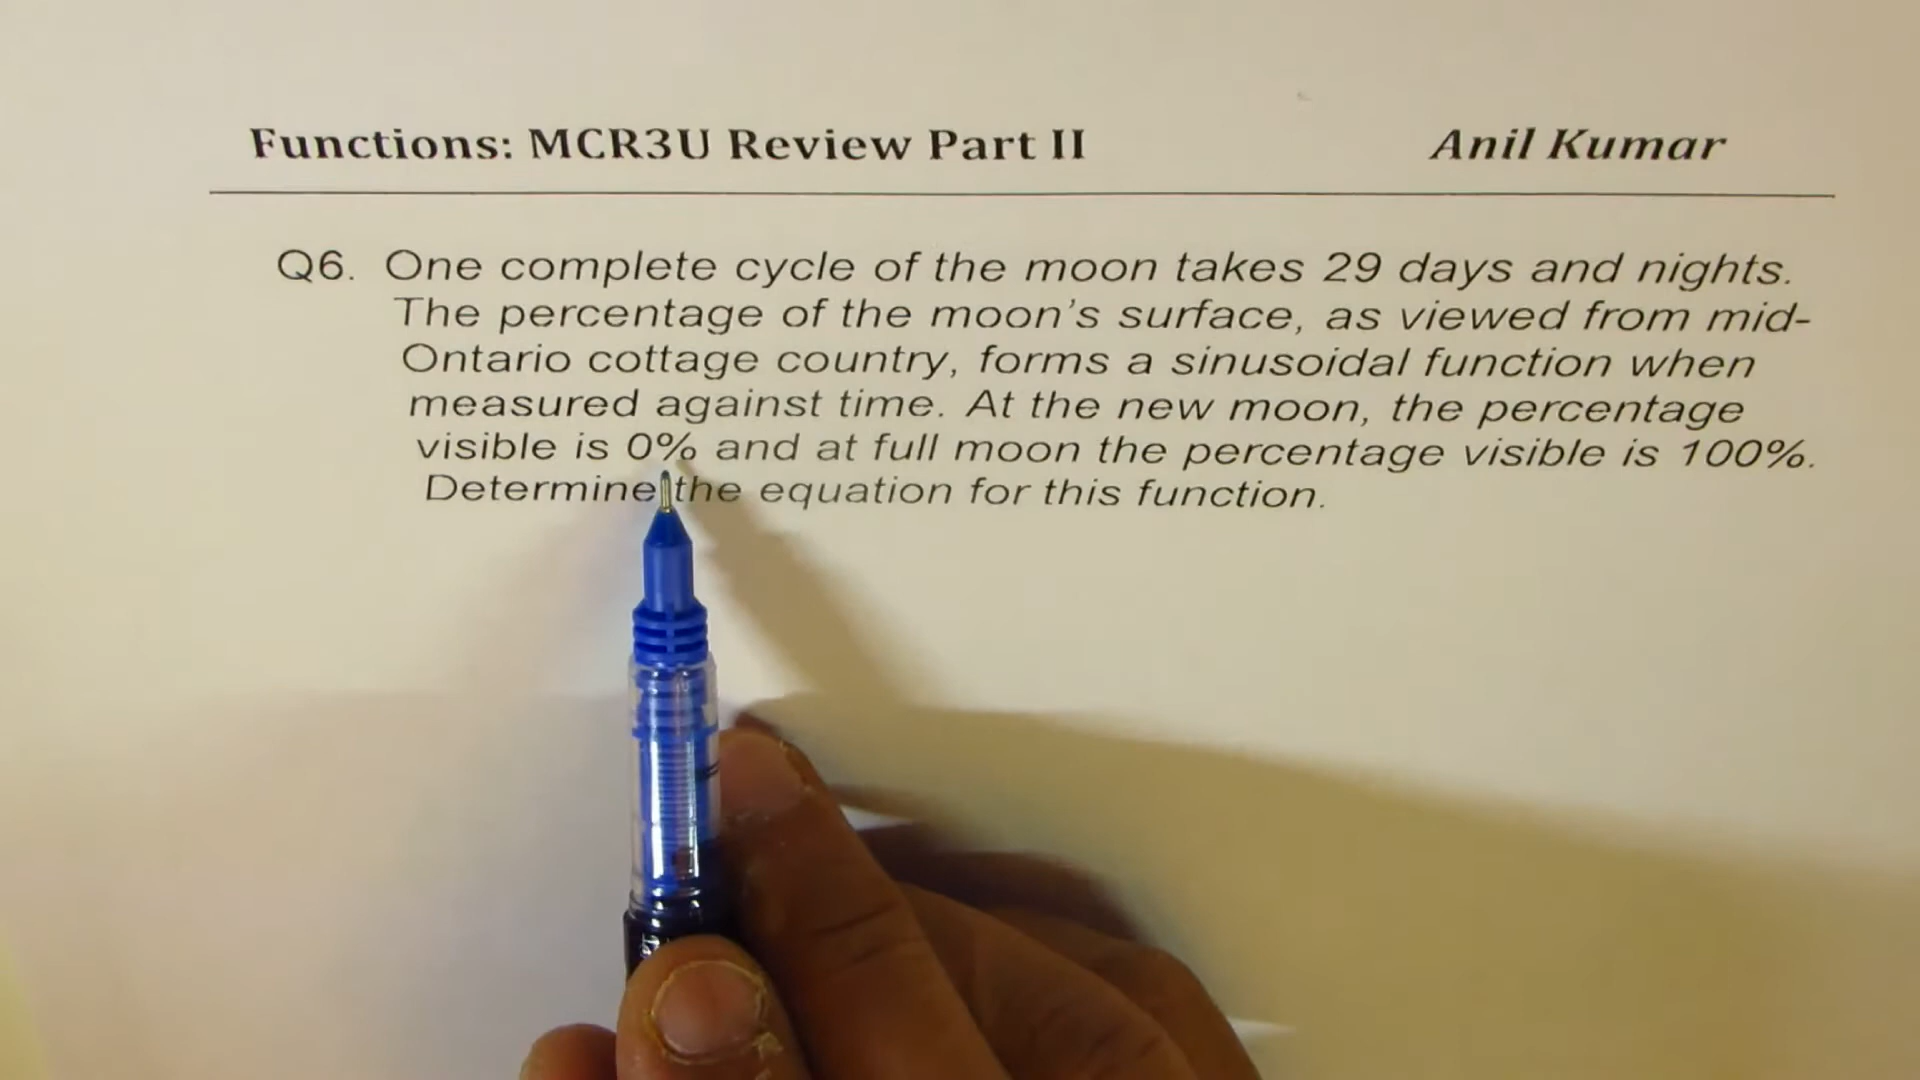 Functions: MCR3U Review Part II Anil Kumar
Q6. One complete cycle of the moon takes 29 days and nights.
The percentage of the moon's surface, as viewed from mid-
Ontario cottage country, forms a sinusoidal function when
measured against time. At the new moon, the percentage
visible is 0% and at full moon the percentage visible is 100%.
Determine the equation for this function.